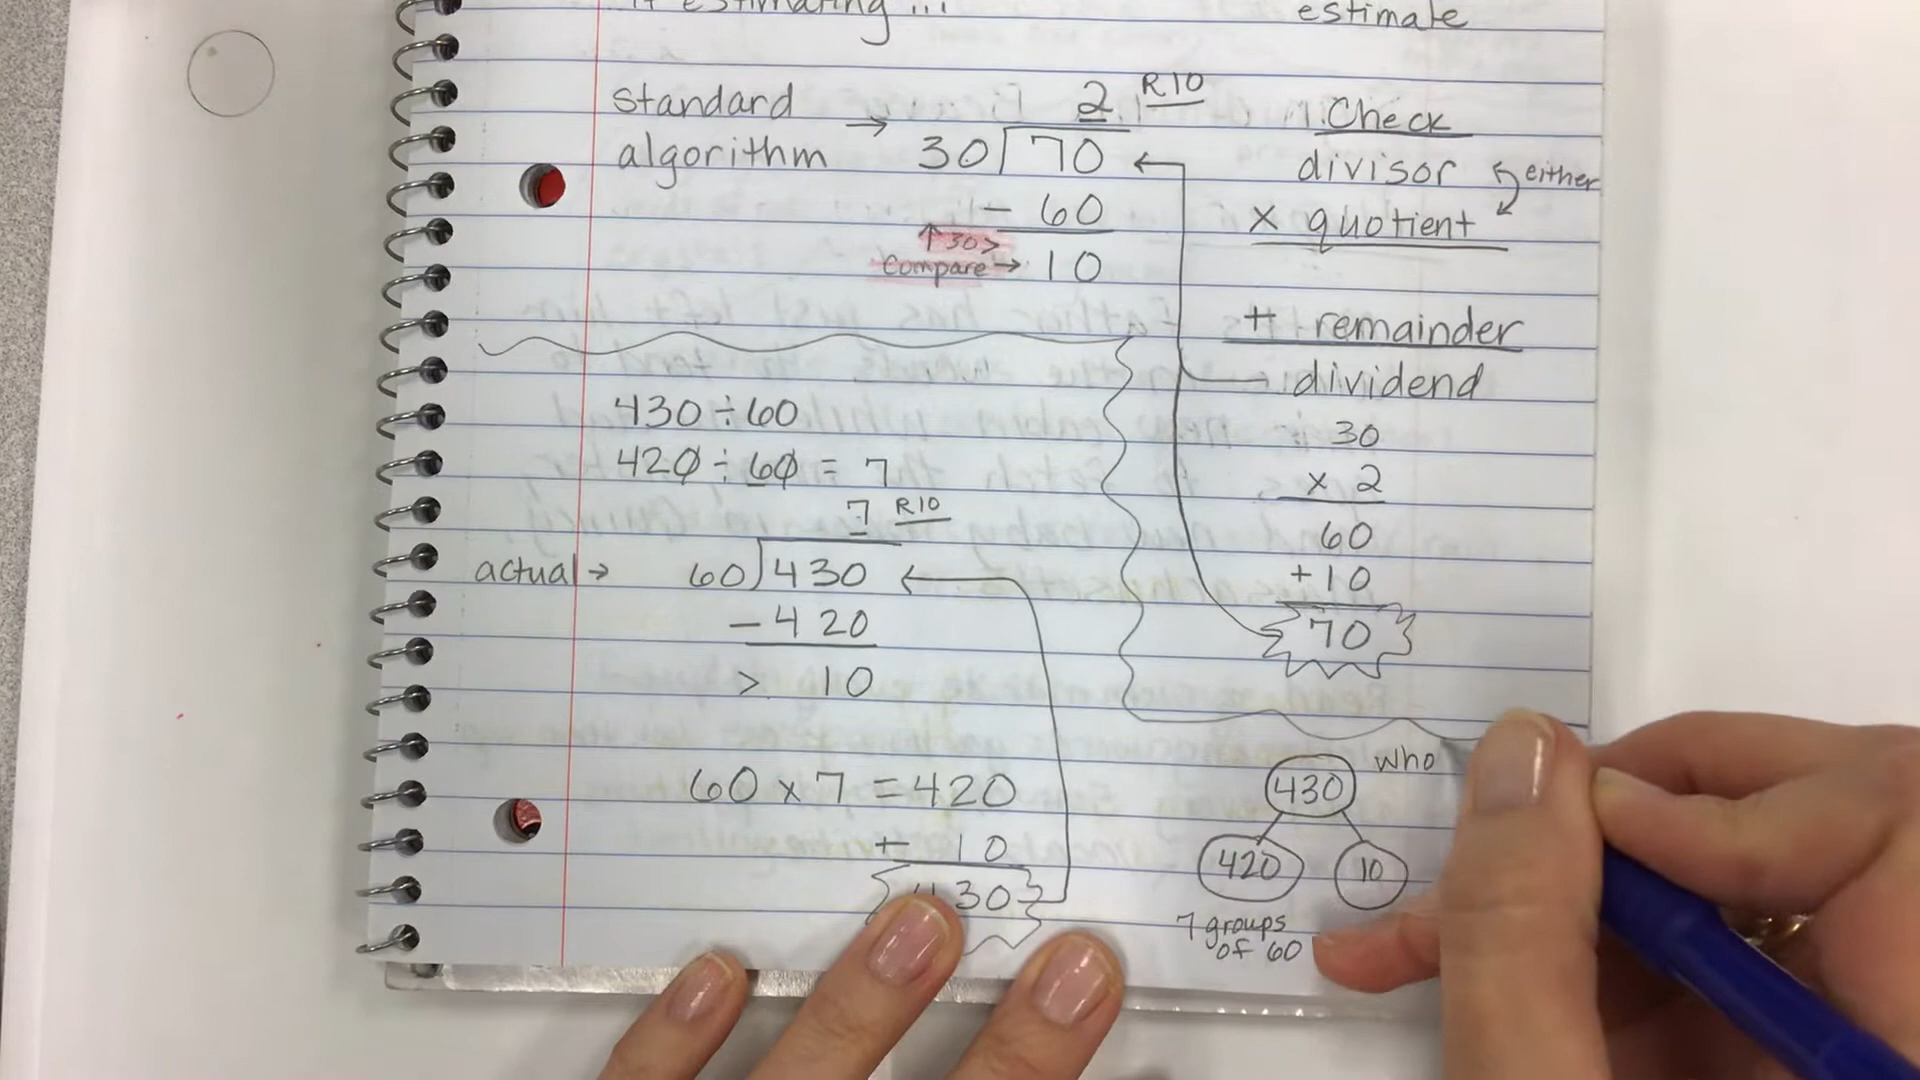 if estimating ...
estimate
standard
algorithm →
2 R10
30)70
- 60
↑30>
compare → 10
Check
divisor
either
x quotient
+ remainder
dividend
30
x 2
60
+10
70
430÷60
420÷60 = 7
7 R10
actual →
60)430
-420
> 10
60 x 7 = 420
+ 10
430
who
430
420
10
7 groups
of 60